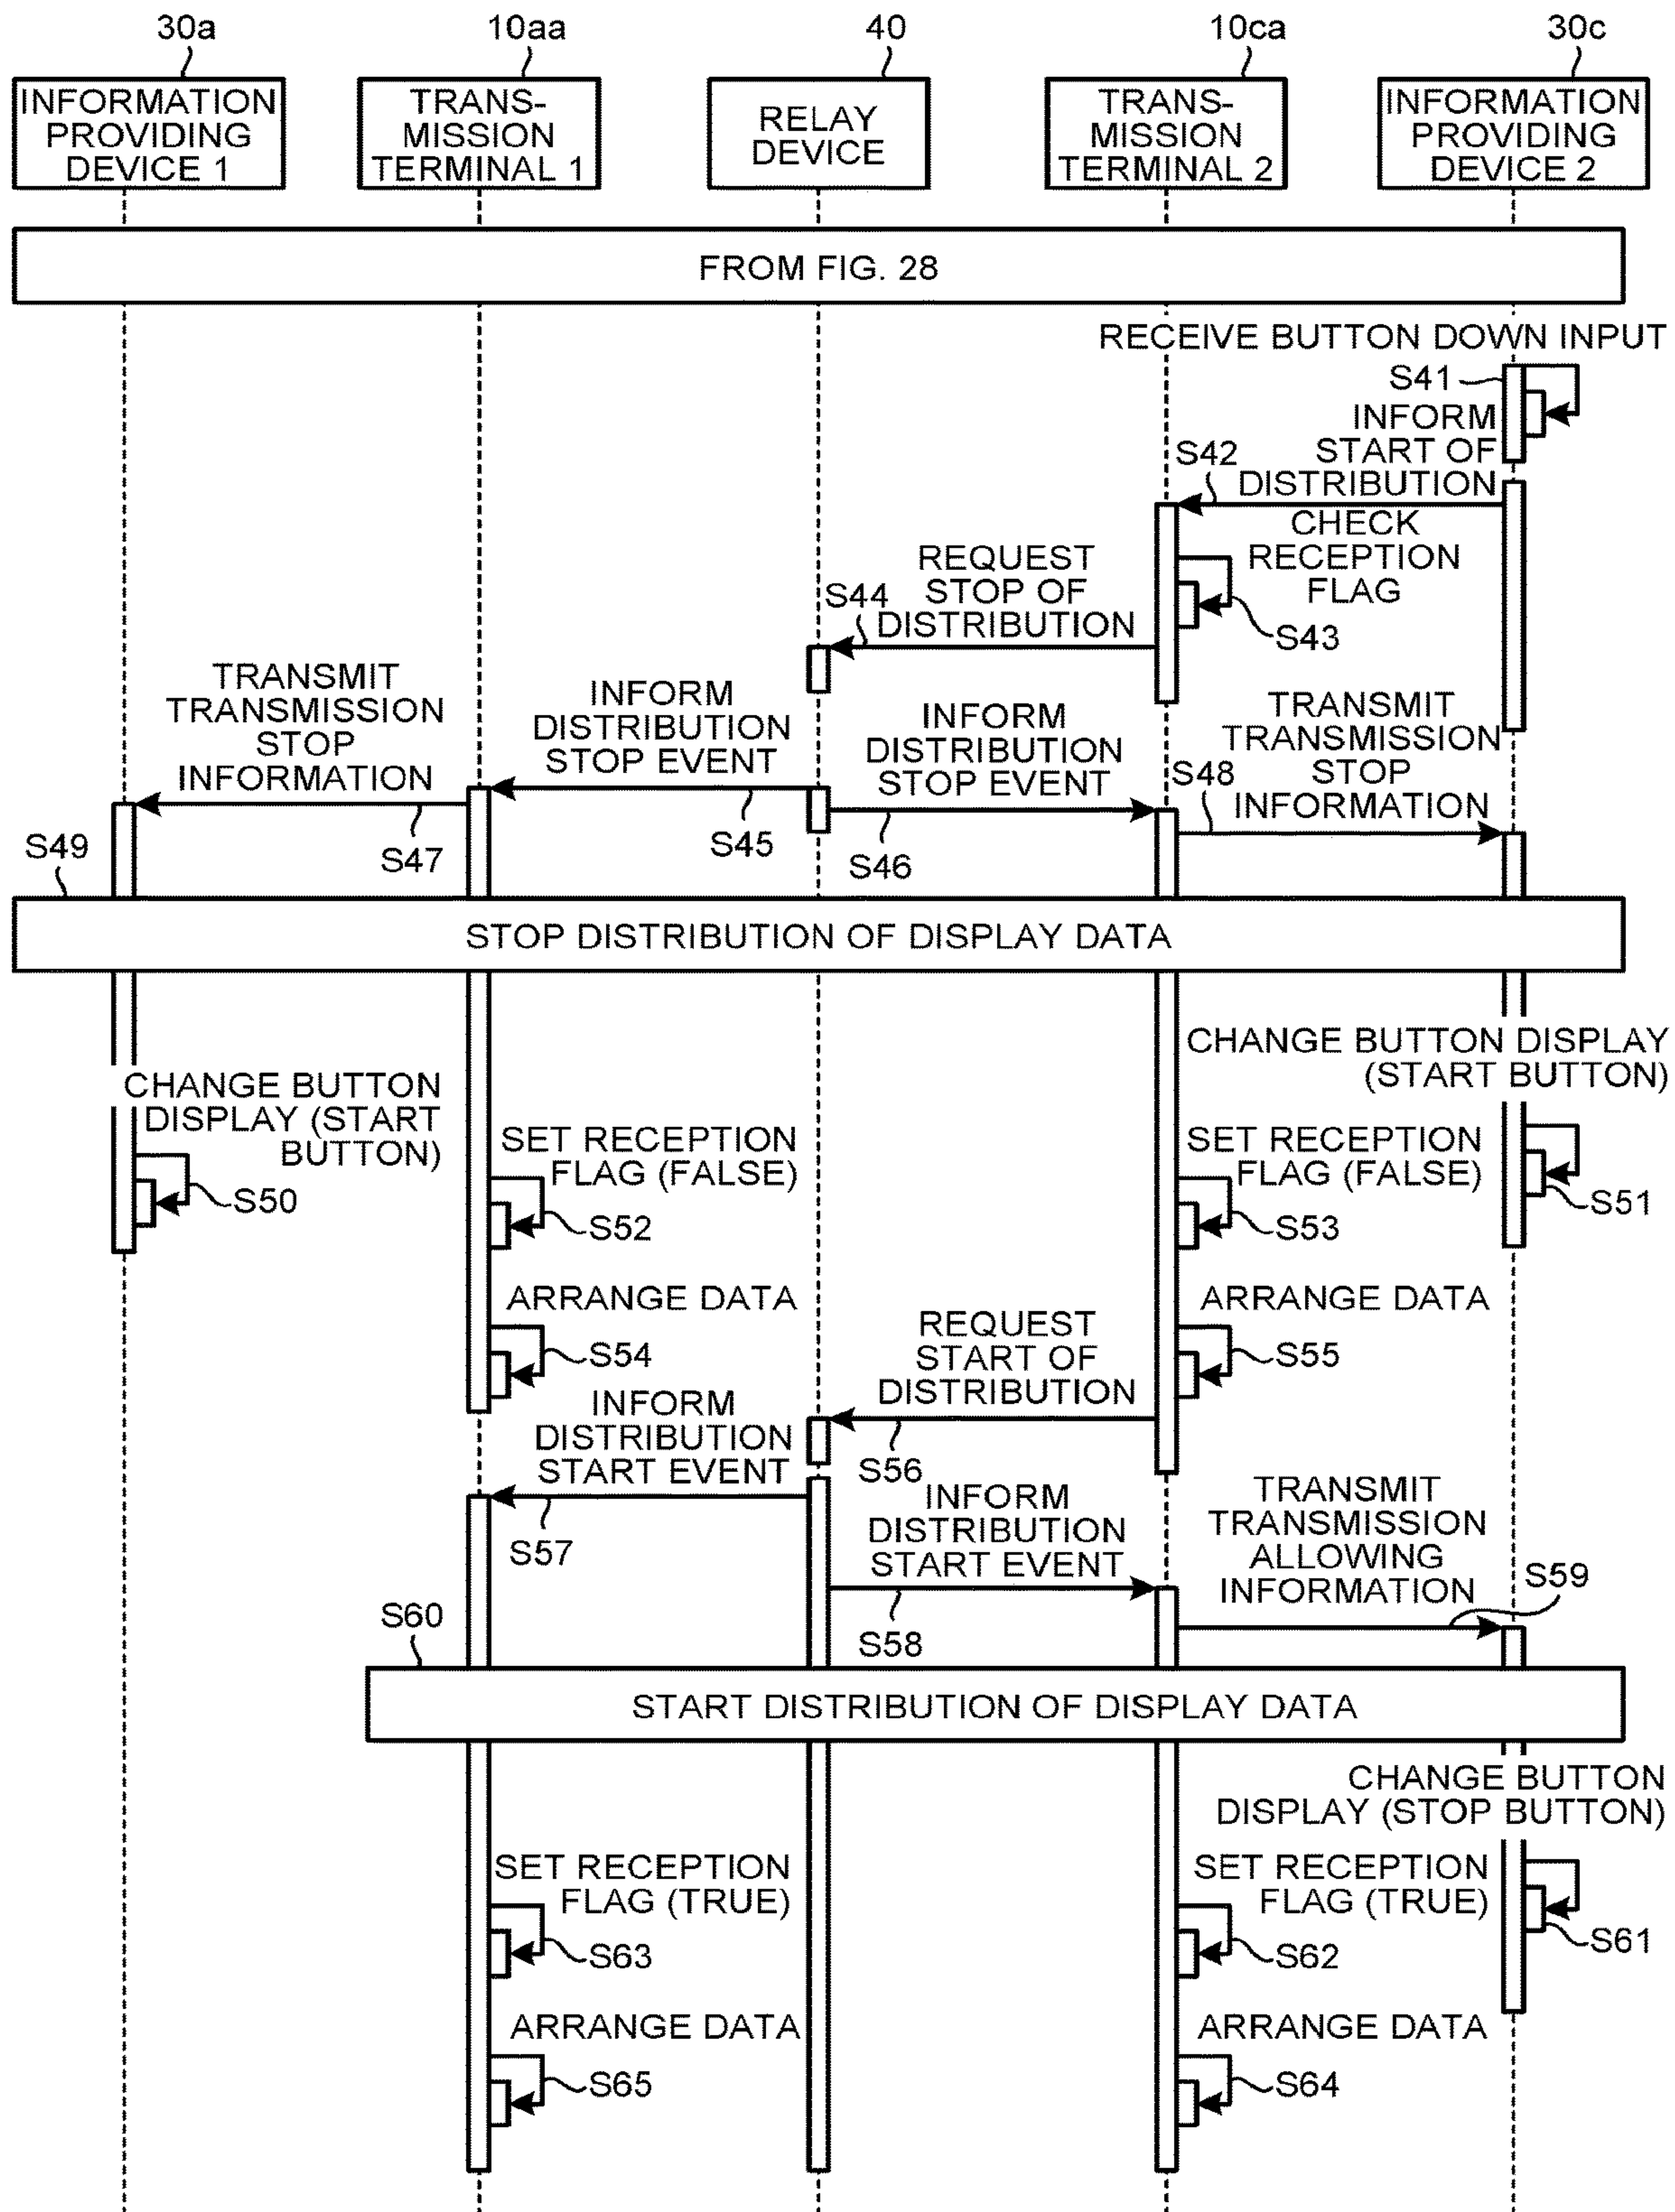 30a
10aa
40
10ca
30c
INFORMATION
PROVIDING
DEVICE 1
TRANS-
MISSION
TERMINAL 1
RELAY
DEVICE
TRANS-
MISSION
TERMINAL 2
INFORMATION
PROVIDING
DEVICE 2
FROM FIG. 28
RECEIVE BUTTON DOWN INPUT
S41
INFORM
START OF
DISTRIBUTION
S42
CHECK
RECEPTION
FLAG
S43
REQUEST
STOP OF
DISTRIBUTION
S44
INFORM
DISTRIBUTION
STOP EVENT
S45
INFORM
DISTRIBUTION
STOP EVENT
S46
TRANSMIT
TRANSMISSION
STOP
INFORMATION
S47
TRANSMIT
TRANSMISSION
STOP
INFORMATION
S48
S49
STOP DISTRIBUTION OF DISPLAY DATA
CHANGE BUTTON
DISPLAY (START
BUTTON)
S50
CHANGE BUTTON DISPLAY
(START BUTTON)
S51
SET RECEPTION
FLAG (FALSE)
S52
SET RECEPTION
FLAG (FALSE)
S53
ARRANGE DATA
S54
ARRANGE DATA
S55
REQUEST
START OF
DISTRIBUTION
S56
INFORM
DISTRIBUTION
START EVENT
S57
INFORM
DISTRIBUTION
START EVENT
S58
TRANSMIT
TRANSMISSION
ALLOWING
INFORMATION
S59
S60
START DISTRIBUTION OF DISPLAY DATA
CHANGE BUTTON
DISPLAY (STOP BUTTON)
S61
SET RECEPTION
FLAG (TRUE)
S63
SET RECEPTION
FLAG (TRUE)
S62
ARRANGE DATA
S65
ARRANGE DATA
S64